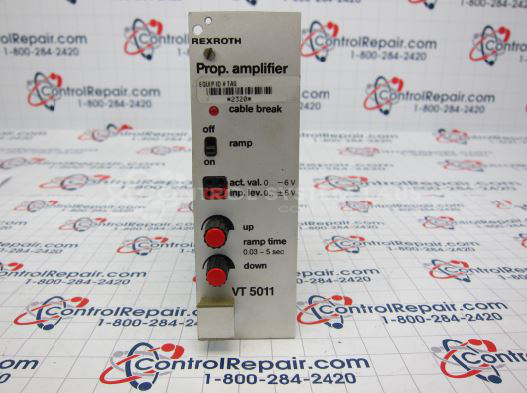 REXROTH
Prop. amplifier
EQUIP ID # TAG
*2320*
cable break
off
ramp
on
act. val. 0 – 6 V
inp. lev. 0 ± 6 V
up
ramp time
0.03 – 5 sec
down
VT 5011
ControlRepair.com
1-800-284-2420